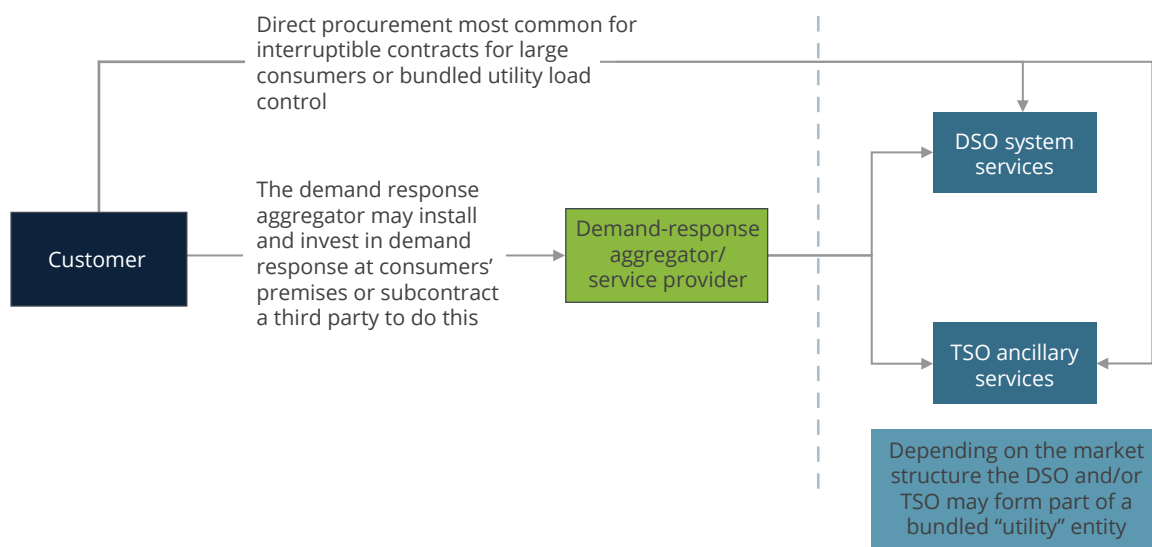 Direct procurement most common for
interruptible contracts for large
consumers or bundled utility load
control
DSO system
services
The demand response
aggregator may install
and invest in demand
response at consumers’
premises or subcontract
a third party to do this
Customer
Demand-response
aggregator/
service provider
TSO ancillary
services
Depending on the market
structure the DSO and/or
TSO may form part of a
bundled “utility” entity